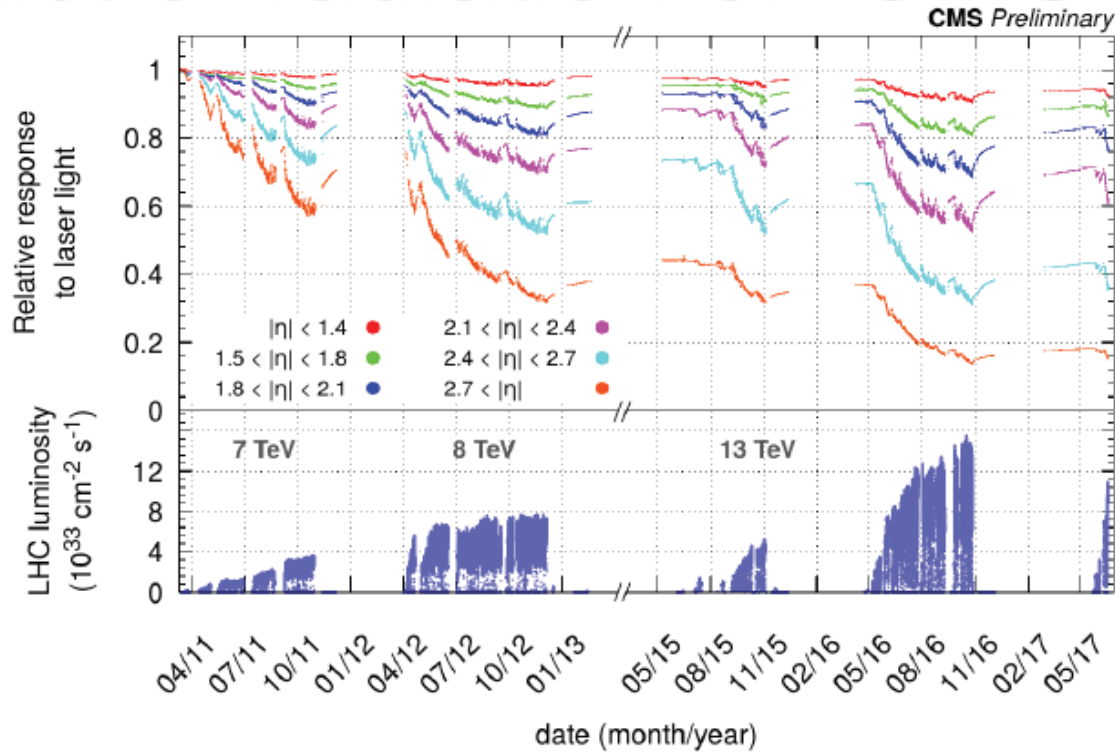 CMS Preliminary
Relative response
to laser light
1
0.8
0.6
0.4
0.2
0
|η| < 1.4
2.1 < |η| < 2.4
1.5 < |η| < 1.8
2.4 < |η| < 2.7
1.8 < |η| < 2.1
2.7 < |η|
//
//
LHC luminosity
(10³³ cm⁻² s⁻¹)
7 TeV
8 TeV
13 TeV
12
8
4
0
//
04/11
07/11
10/11
01/12
04/12
07/12
10/12
01/13
05/15
08/15
11/15
02/16
05/16
08/16
11/16
02/17
05/17
date (month/year)